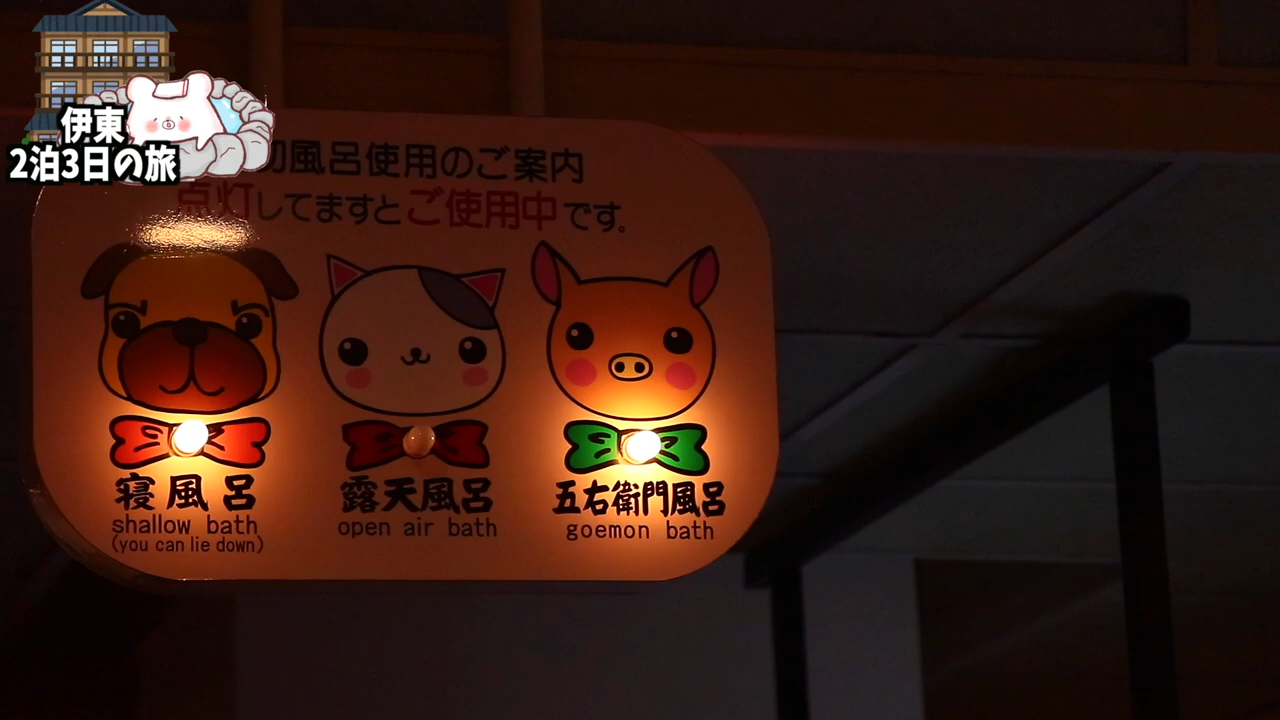 伊東
2泊3日の旅
切風呂使用のご案内
点灯してますとご使用中です。
寝風呂
shallow bath
(you can lie down)
露天風呂
open air bath
五右衛門風呂
goemon bath